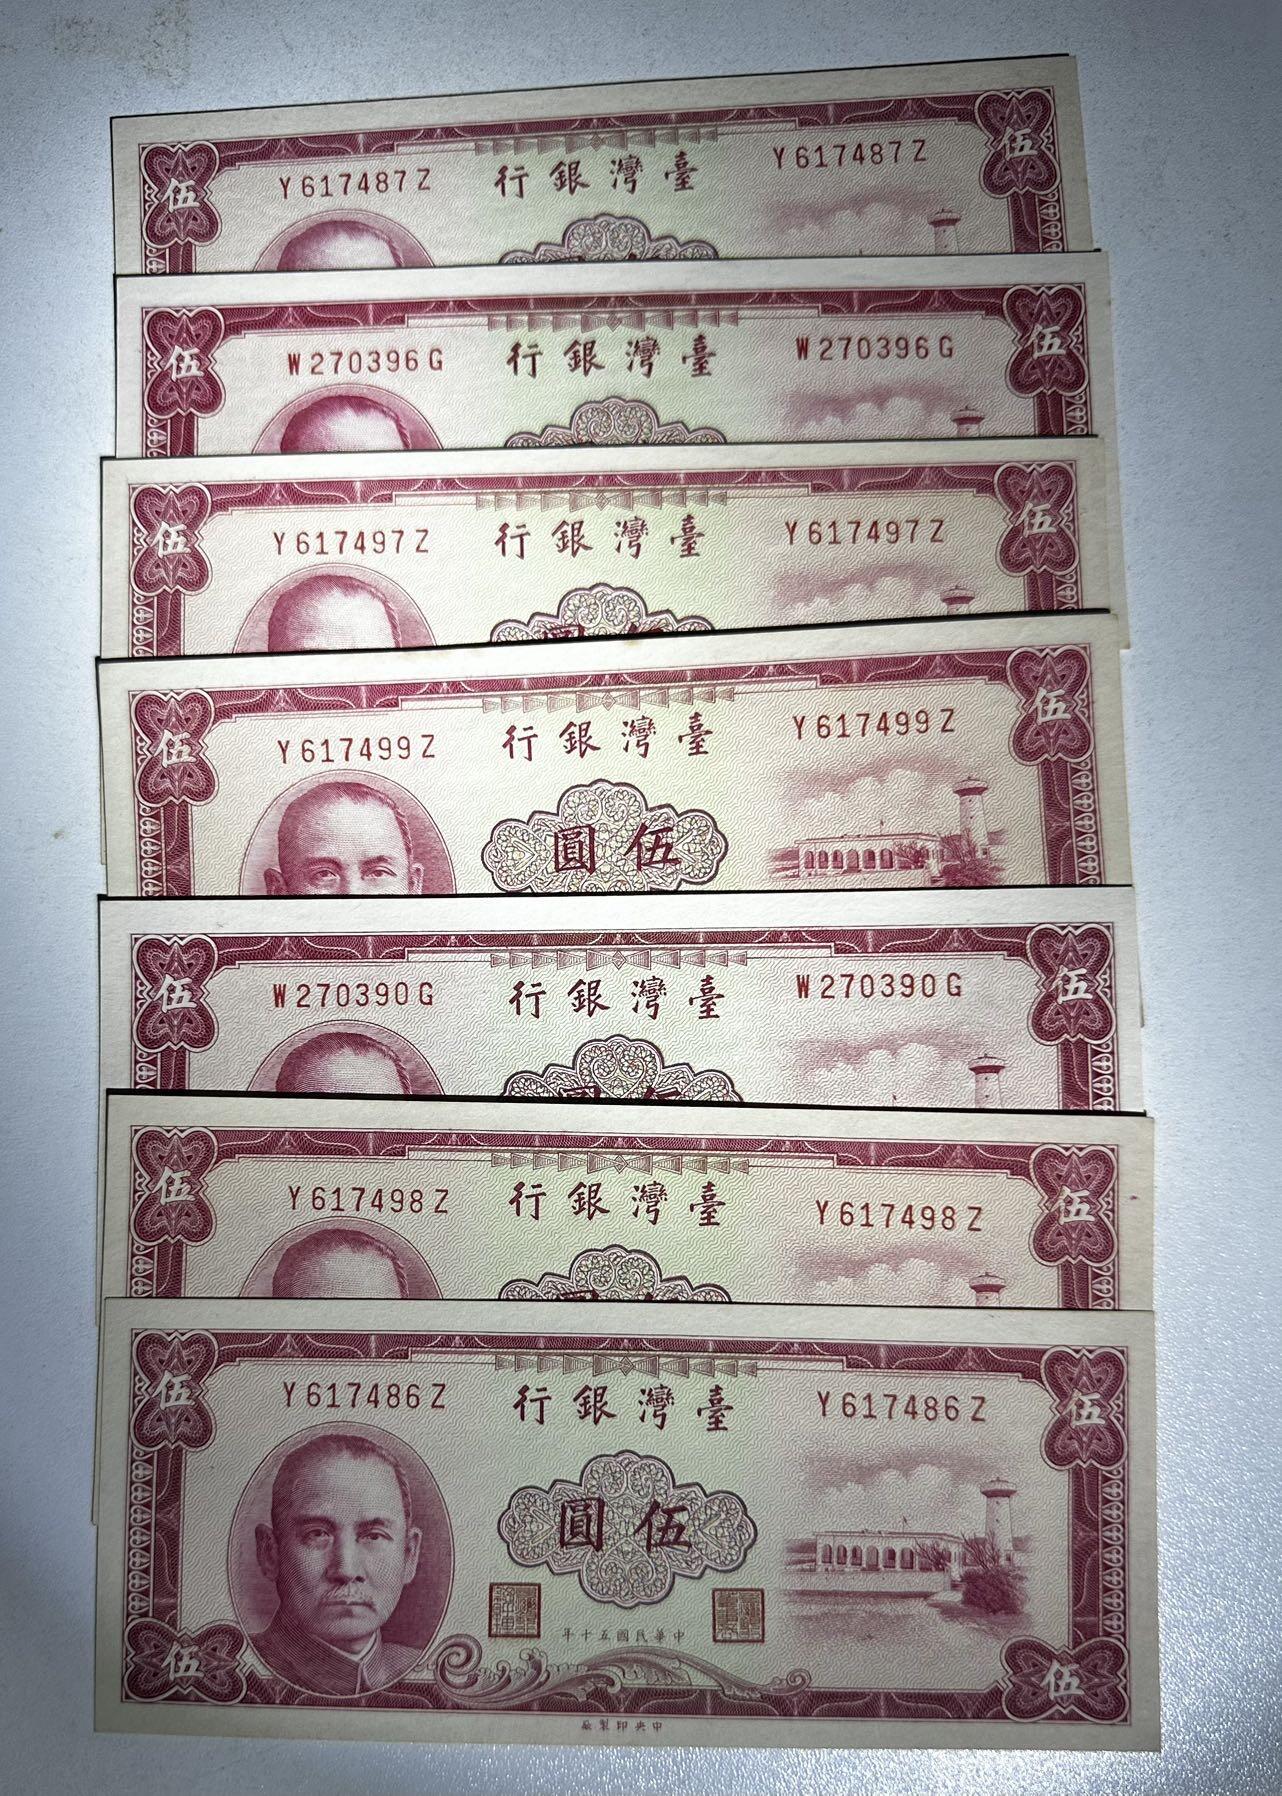 伍 伍
Y617487Z 行銀灣臺 Y617487Z
伍 伍
W270396G 行銀灣臺 W270396G
伍 伍
Y617497Z 行銀灣臺 Y617497Z
伍 伍
Y617499Z 行銀灣臺 Y617499Z
圓伍
伍 伍
W270390G 行銀灣臺 W270390G
伍 伍
Y617498Z 行銀灣臺 Y617498Z
伍 伍
Y617486Z 行銀灣臺 Y617486Z
圓伍
年十五國民華中
伍 伍
廠製印央中